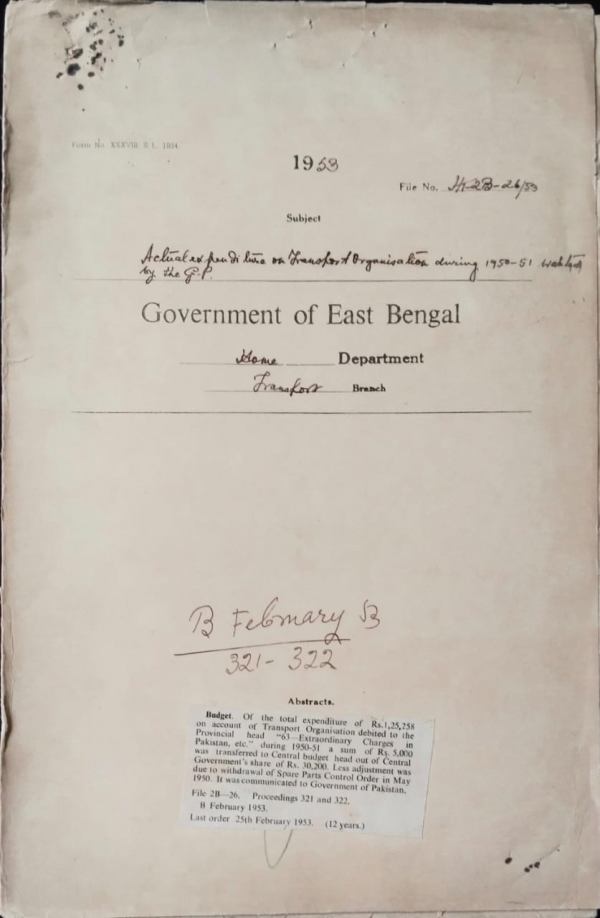 Form No. XXXVIII B 1, 1934.
1953
File No. 2B-26/53
Subject
Actual expenditure on Transport Organisation during 1950-51
by the G.P.
Government of East Bengal
Home Department
Transport Branch
B February 53
321-322
Abstracts.
Budget. Of the total expenditure of Rs.1,25,258
on account of Transport Organisation debited to the
Provincial head "63—Extraordinary Charges in
Pakistan, etc." during 1950-51 a sum of Rs. 5,000
was transferred to Central budget head out of Central
Government's share of Rs. 30,200. Less adjustment was
due to withdrawal of Spare Parts Control Order in May
1950. It was communicated to Government of Pakistan.
File 2B—26. Proceedings 321 and 322.
B February 1953.
Last order 25th February 1953. (12 years.)